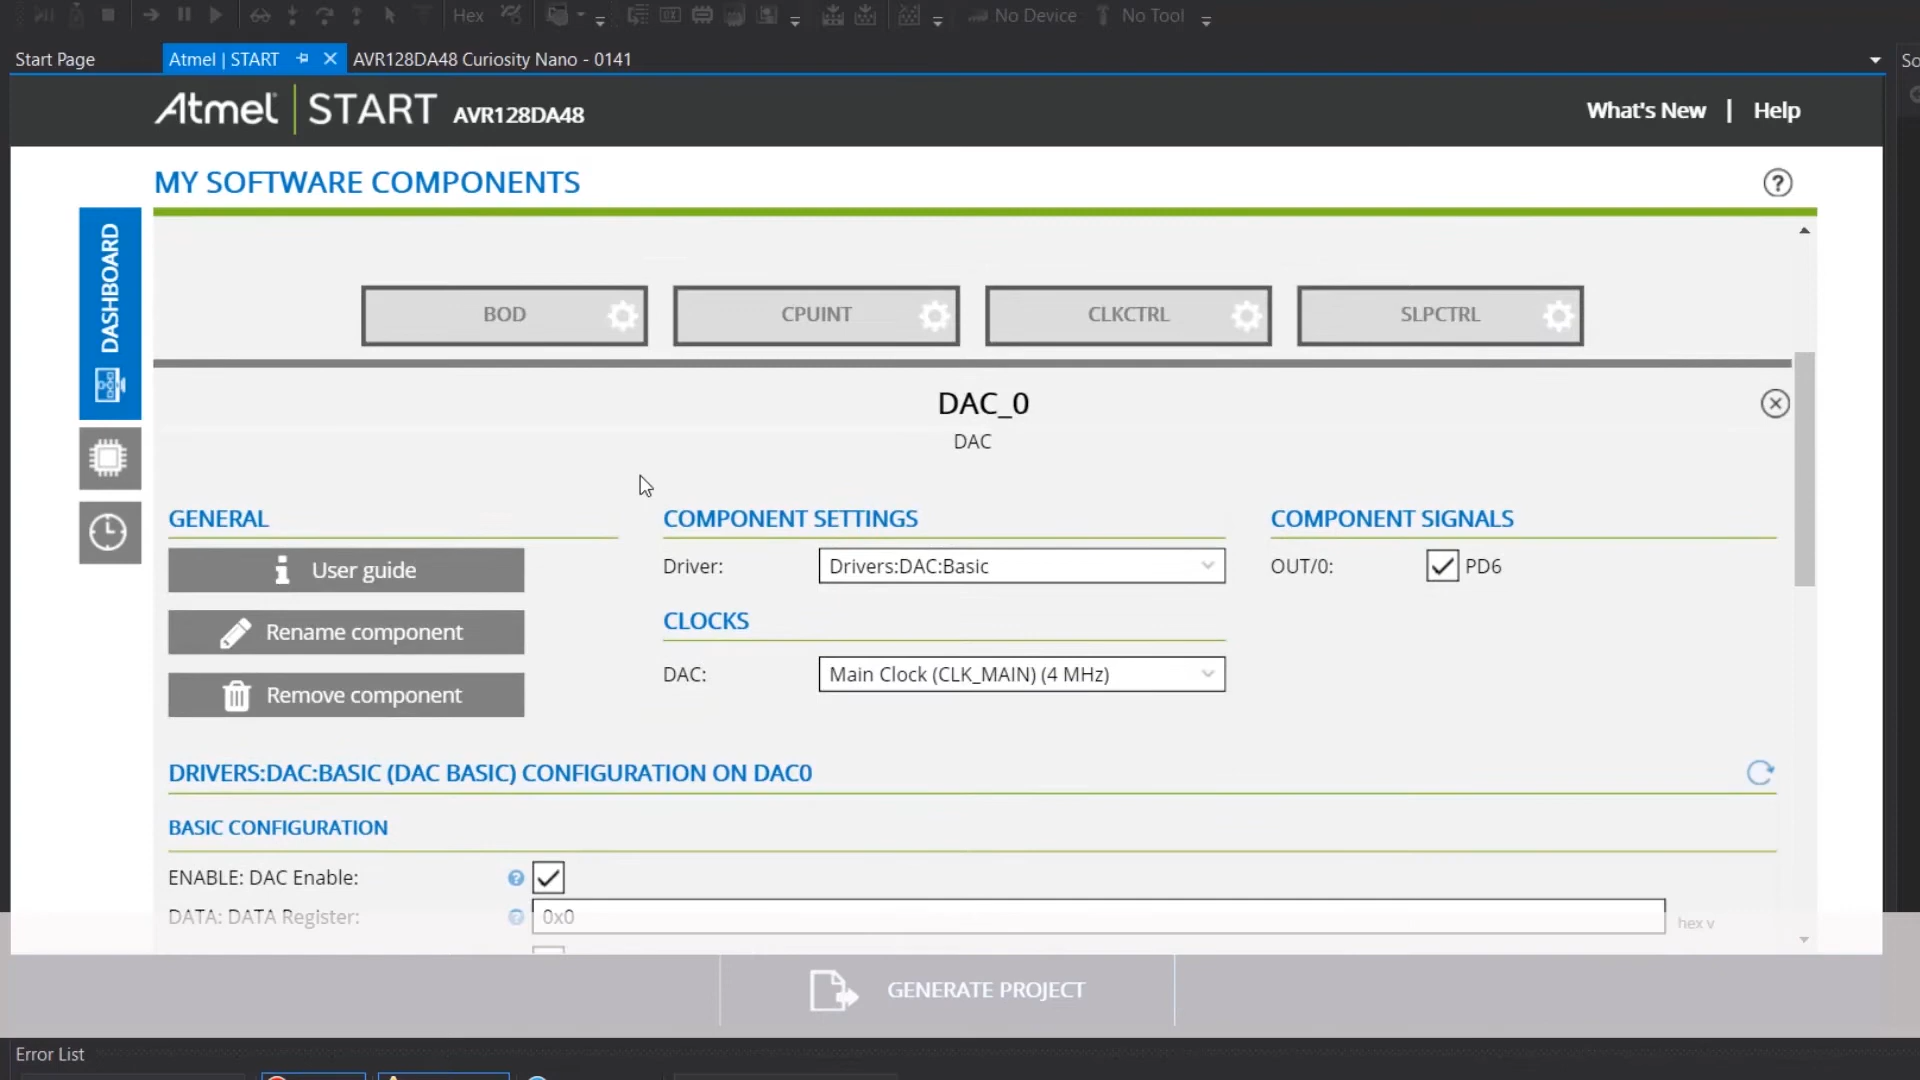 Hex
No Device
No Tool
Start Page
Atmel | START
AVR128DA48 Curiosity Nano - 0141
So
Atmel | START AVR128DA48
What's New | Help
MY SOFTWARE COMPONENTS
?
DASHBOARD
BOD
CPUINT
CLKCTRL
SLPCTRL
DAC_0
DAC
GENERAL
User guide
Rename component
Remove component
COMPONENT SETTINGS
Driver: Drivers:DAC:Basic
CLOCKS
DAC: Main Clock (CLK_MAIN) (4 MHz)
COMPONENT SIGNALS
OUT/0: PD6
DRIVERS:DAC:BASIC (DAC BASIC) CONFIGURATION ON DAC0
BASIC CONFIGURATION
ENABLE: DAC Enable: ?
DATA: DATA Register: ? 0x0 hex v
GENERATE PROJECT
Error List